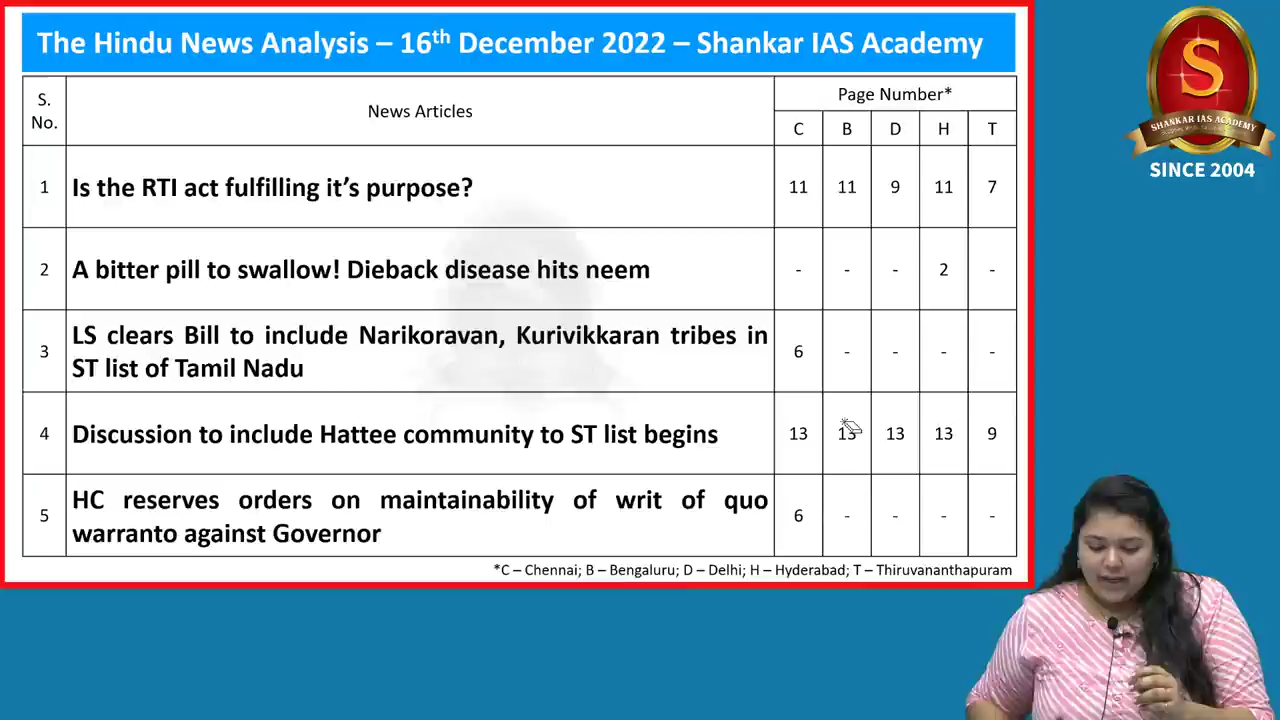 The Hindu News Analysis – 16th December 2022 – Shankar IAS Academy
S. No. News Articles Page Number*
C B D H T
1 Is the RTI act fulfilling it's purpose? 11 11 9 11 7
2 A bitter pill to swallow! Dieback disease hits neem - - - 2 -
3 LS clears Bill to include Narikoravan, Kurivikkaran tribes in
ST list of Tamil Nadu 6 - - - -
4 Discussion to include Hattee community to ST list begins 13 13 13 13 9
5 HC reserves orders on maintainability of writ of quo
warranto against Governor 6 - - - -
*C – Chennai; B – Bengaluru; D – Delhi; H – Hyderabad; T – Thiruvananthapuram
S
SHANKAR IAS ACADEMY
SINCE 2004